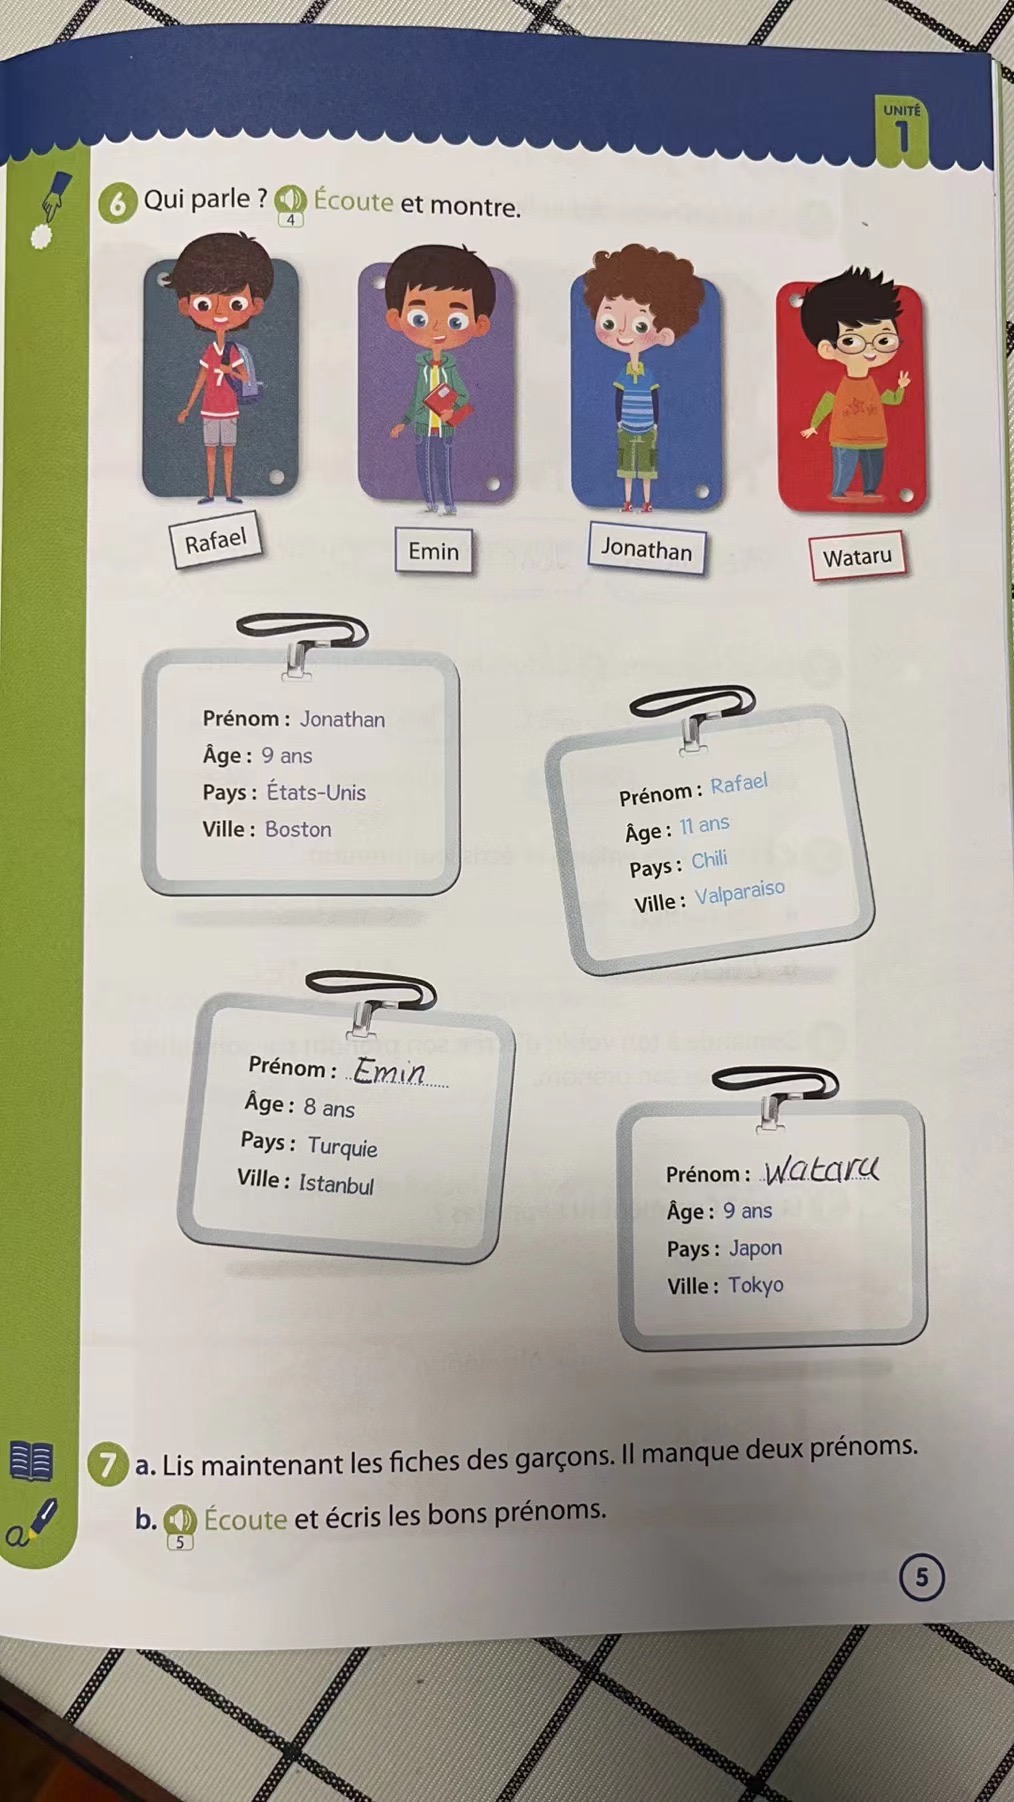 UNITÉ
1
6 Qui parle ? Écoute et montre.
4
7
Rafael
Emin
Jonathan
Wataru
Prénom : Jonathan
Âge : 9 ans
Pays : États-Unis
Ville : Boston
Prénom : Rafael
Âge : 11 ans
Pays : Chili
Ville : Valparaiso
Prénom : Emin
Âge : 8 ans
Pays : Turquie
Ville : Istanbul
Prénom : Wataru
Âge : 9 ans
Pays : Japon
Ville : Tokyo
7 a. Lis maintenant les fiches des garçons. Il manque deux prénoms.
b. Écoute et écris les bons prénoms.
5
a
5